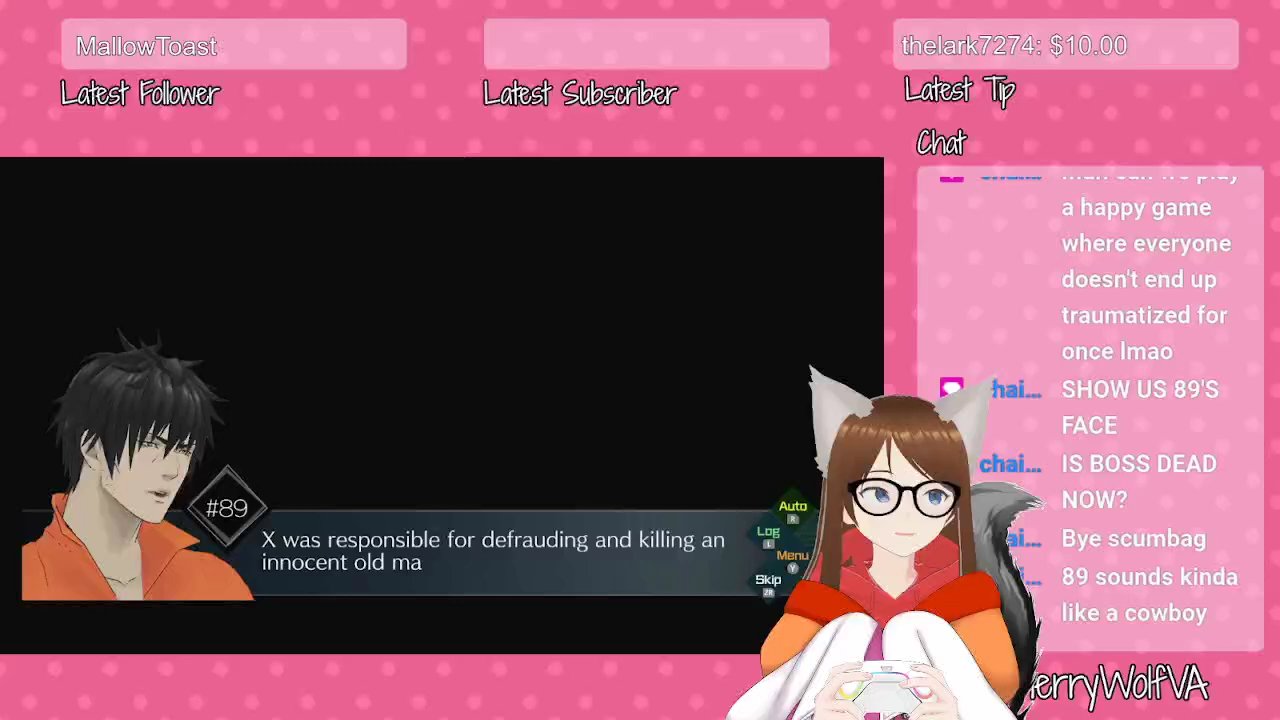 MallowToast
thelark7274: $10.00
Latest Follower
Latest Subscriber
Latest Tip
Chat
a happy game
where everyone
doesn't end up
traumatized for
once lmao
SHOW US 89'S
FACE
chai... IS BOSS DEAD
NOW?
Bye scumbag
89 sounds kinda
like a cowboy
#89
X was responsible for defrauding and killing an
innocent old ma
Auto
R
Log
L
Menu
Y
Skip
ZR
erryWolfVA